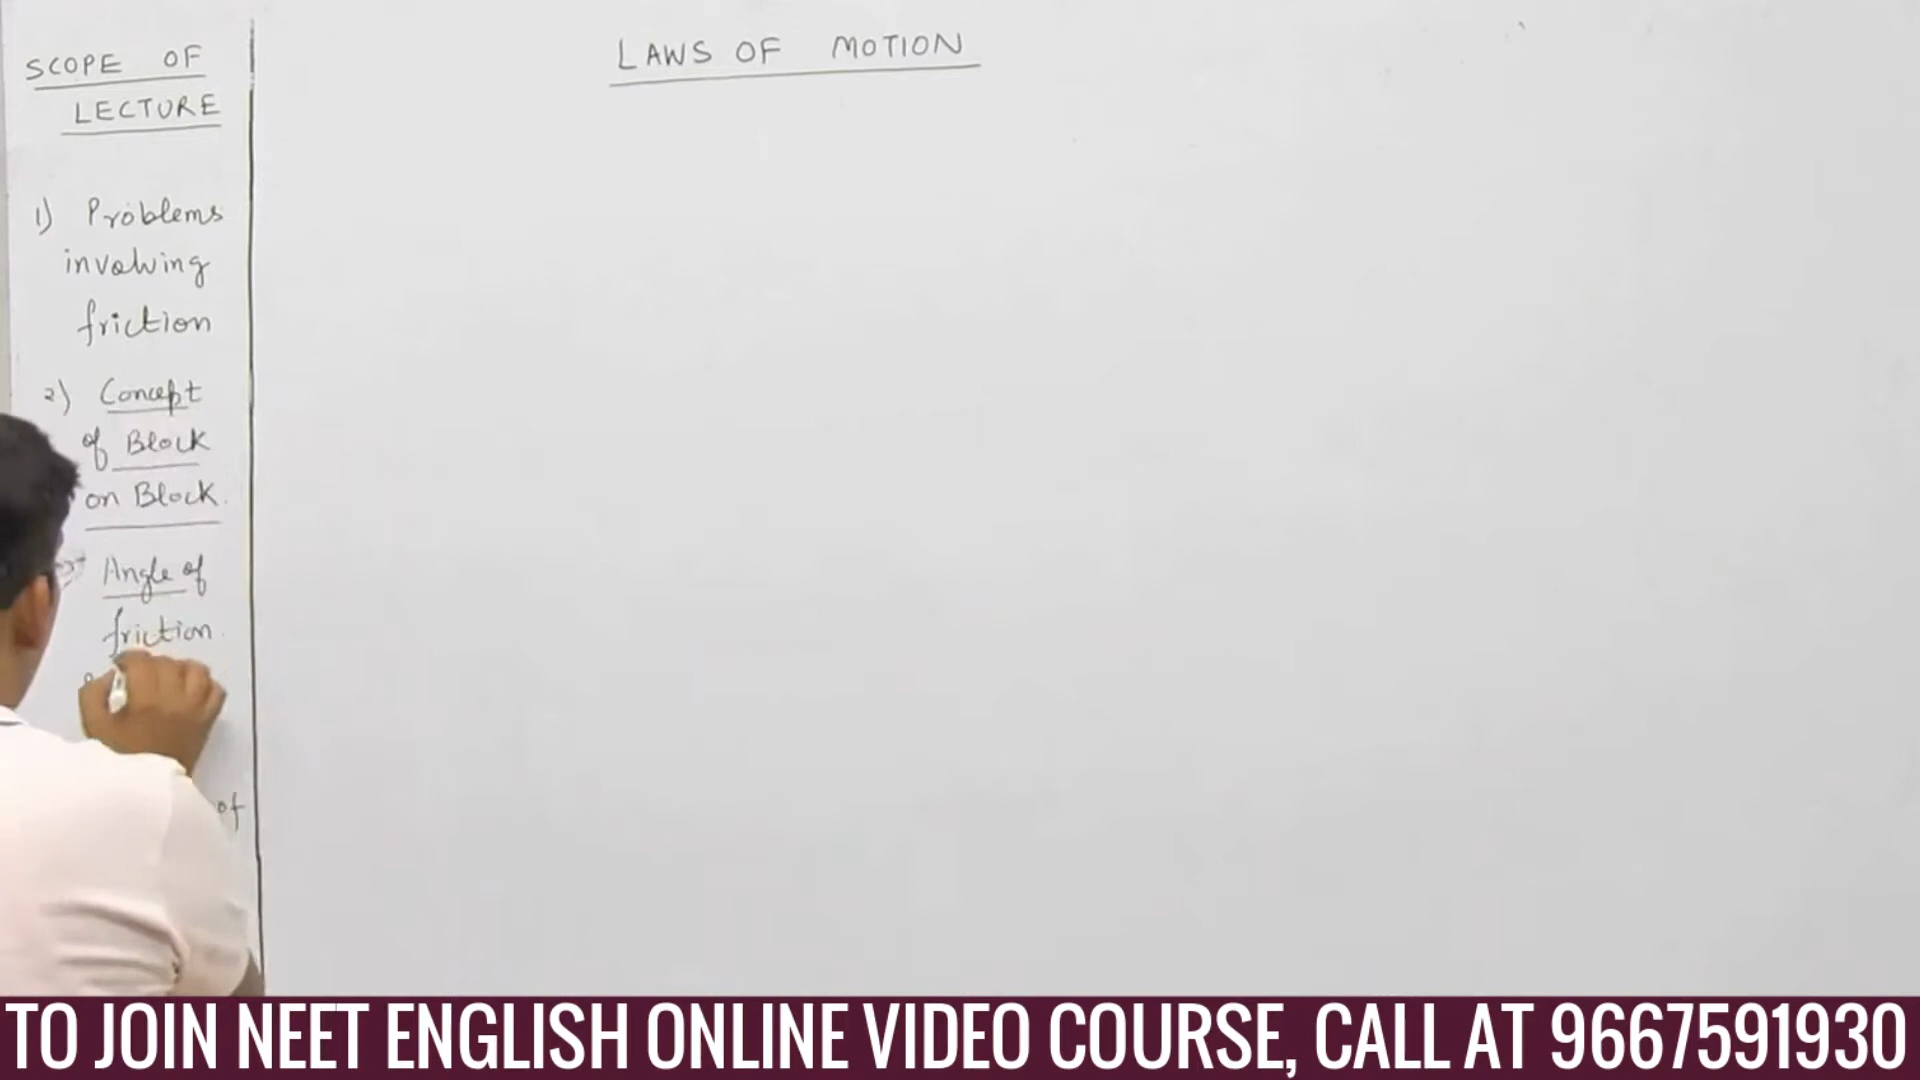 SCOPE OF
LECTURE
LAWS OF MOTION
1) Problems
involving
friction
2) Concept
of Block
on Block.
Angle of
friction.
of
TO JOIN NEET ENGLISH ONLINE VIDEO COURSE, CALL AT 9667591930